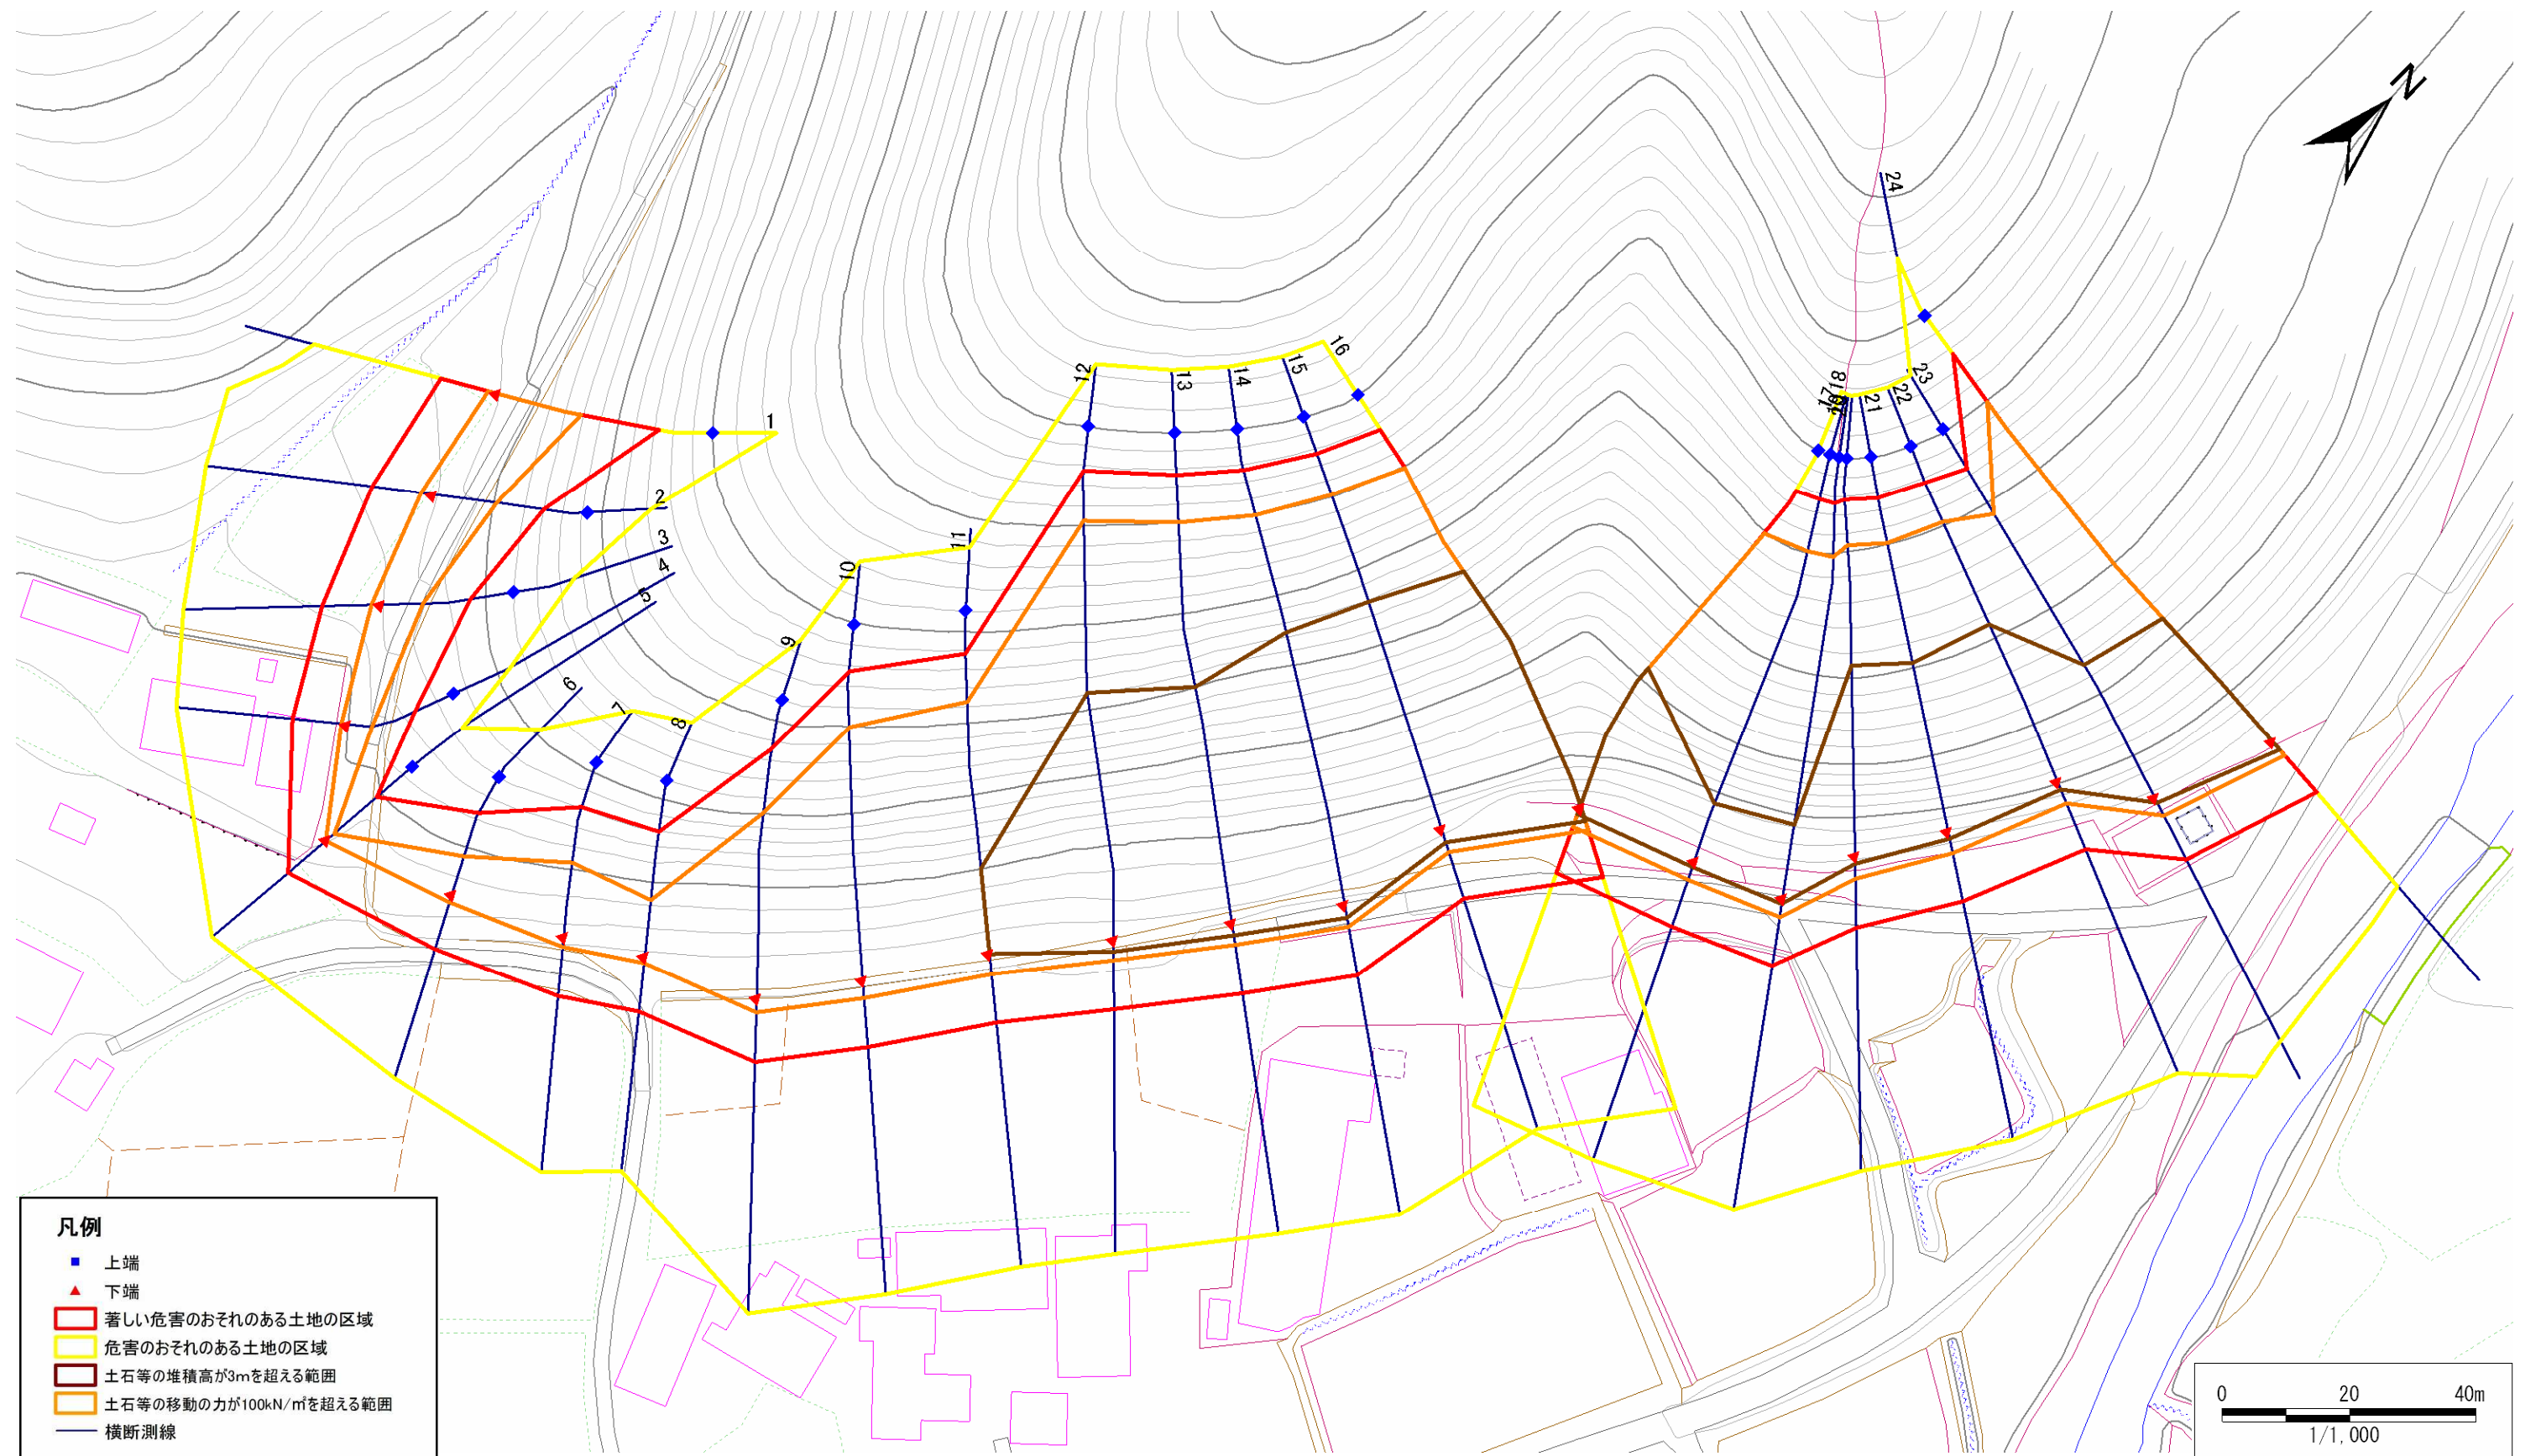 N
24
16
12
13
14
15
18
17
23
22
21
1
2
11
3
10
4
5
9
6
7
8
凡例
上端
下端
著しい危害のおそれのある土地の区域
危害のおそれのある土地の区域
土石等の堆積高が3mを超える範囲
土石等の移動の力が100kN/㎡を超える範囲
横断測線
0 20 40m
1/1,000